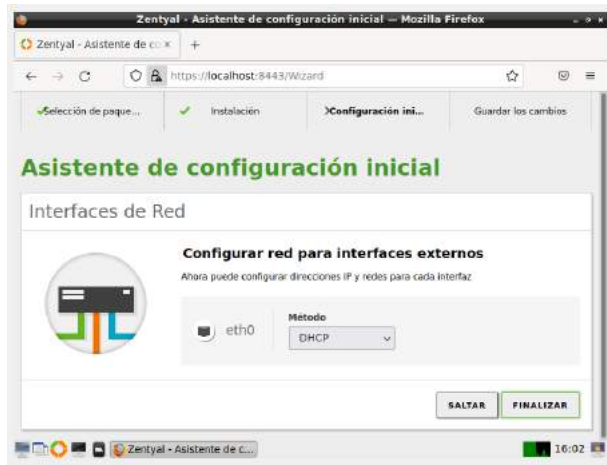 Zentyal - Asistente de configuración inicial — Mozilla Firefox
Zentyal - Asistente de co
https://localhost:8443/Wizard
Selección de paque... Instalación Configuración ini... Guardar los cambios
Asistente de configuración inicial
Interfaces de Red
Configurar red para interfaces externos
Ahora puede configurar direcciones IP y redes para cada interfaz
Método
eth0 DHCP
SALTAR FINALIZAR
Zentyal - Asistente de c... 16:02